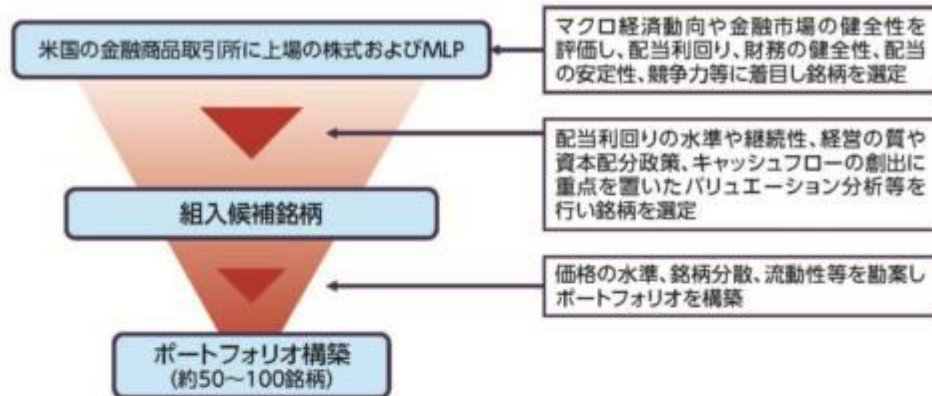 米国の金融商品取引所に上場の株式およびMLP
マクロ経済動向や金融市場の健全性を
評価し、配当利回り、財務の健全性、配当
の安定性、競争力等に着目し銘柄を選定
配当利回りの水準や継続性、経営の質や
資本配分政策、キャッシュフローの創出に
重点を置いたバリュエーション分析等を
行い銘柄を選定
組入候補銘柄
価格の水準、銘柄分散、流動性等を勘案し
ポートフォリオを構築
ポートフォリオ構築
(約50～100銘柄)